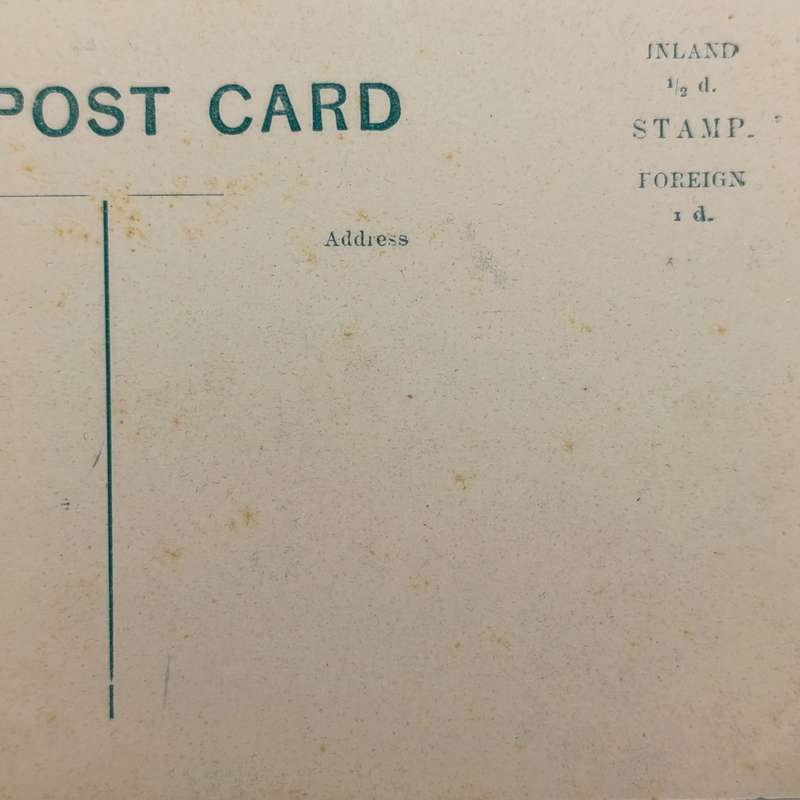 POST CARD
INLAND
½ d.
STAMP.
FOREIGN
1 d.
Address